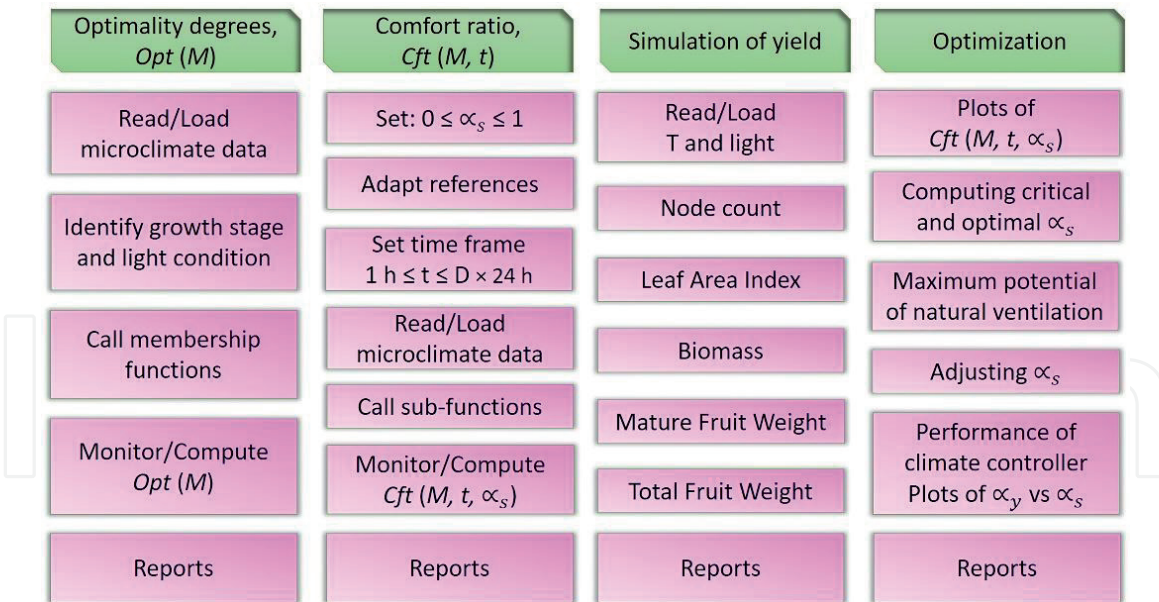 Optimality degrees,
Opt (M)
Read/Load
microclimate data
Identify growth stage
and light condition
Call membership
functions
Monitor/Compute
Opt (M)
Reports
Comfort ratio,
Cft (M, t)
Set: 0 ≤ ∝s ≤ 1
Adapt references
Set time frame
1 h ≤ t ≤ D × 24 h
Read/Load
microclimate data
Call sub-functions
Monitor/Compute
Cft (M, t, ∝s)
Reports
Simulation of yield
Read/Load
T and light
Node count
Leaf Area Index
Biomass
Mature Fruit Weight
Total Fruit Weight
Reports
Optimization
Plots of
Cft (M, t, ∝s)
Computing critical
and optimal ∝s
Maximum potential
of natural ventilation
Adjusting ∝s
Performance of
climate controller
Plots of ∝y vs ∝s
Reports